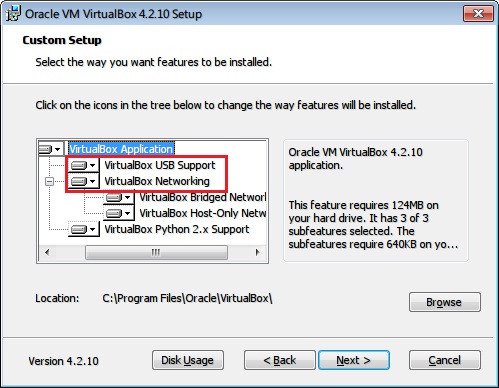 Oracle VM VirtualBox 4.2.10 Setup
Custom Setup
Select the way you want features to be installed.
Click on the icons in the tree below to change the way features will be installed.
VirtualBox Application
VirtualBox USB Support
VirtualBox Networking
VirtualBox Bridged Network
VirtualBox Host-Only Netw
VirtualBox Python 2.x Support
Oracle VM VirtualBox 4.2.10
application.
This feature requires 124MB on
your hard drive. It has 3 of 3
subfeatures selected. The
subfeatures require 640KB on yo...
Location: C:\Program Files\Oracle\VirtualBox\
Browse
Version 4.2.10 Disk Usage < Back Next > Cancel